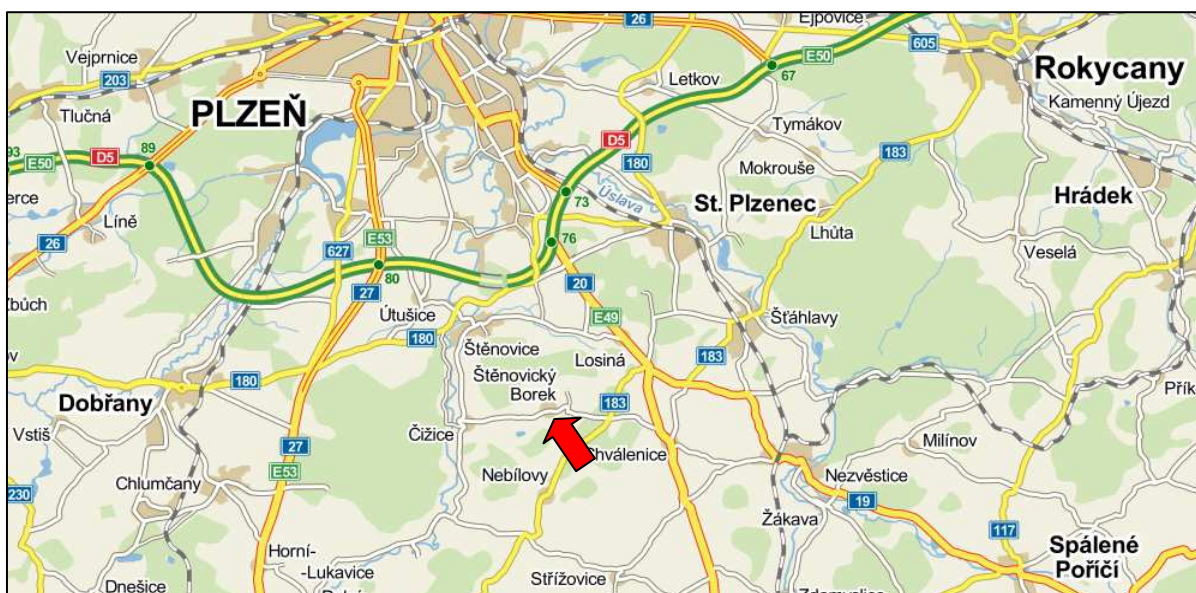 26
Ejpovice
Vejprnice
605
E50
67
Letkov
Rokycany
203
PLZEŇ
Kamenný Újezd
Tlučná
Tymákov
D5
183
93
E50
D5
89
180
Mokrouše
Úslava
73
St. Plzenec
Hrádek
Líně
Lhůta
26
627
E53
76
Veselá
80
27
20
Útušice
E49
Šťáhlavy
180
Štěnovice
Losiná
183
Štěnovický
Borek
180
Dobřany
183
Vstiš
Čižice
27
Milínov
Chválenice
E53
Nebílovy
Nezvěstice
230
Chlumčany
19
Žákava
117
Horní-
-Lukavice
Spálené
Poříčí
Dnešice
Střížovice